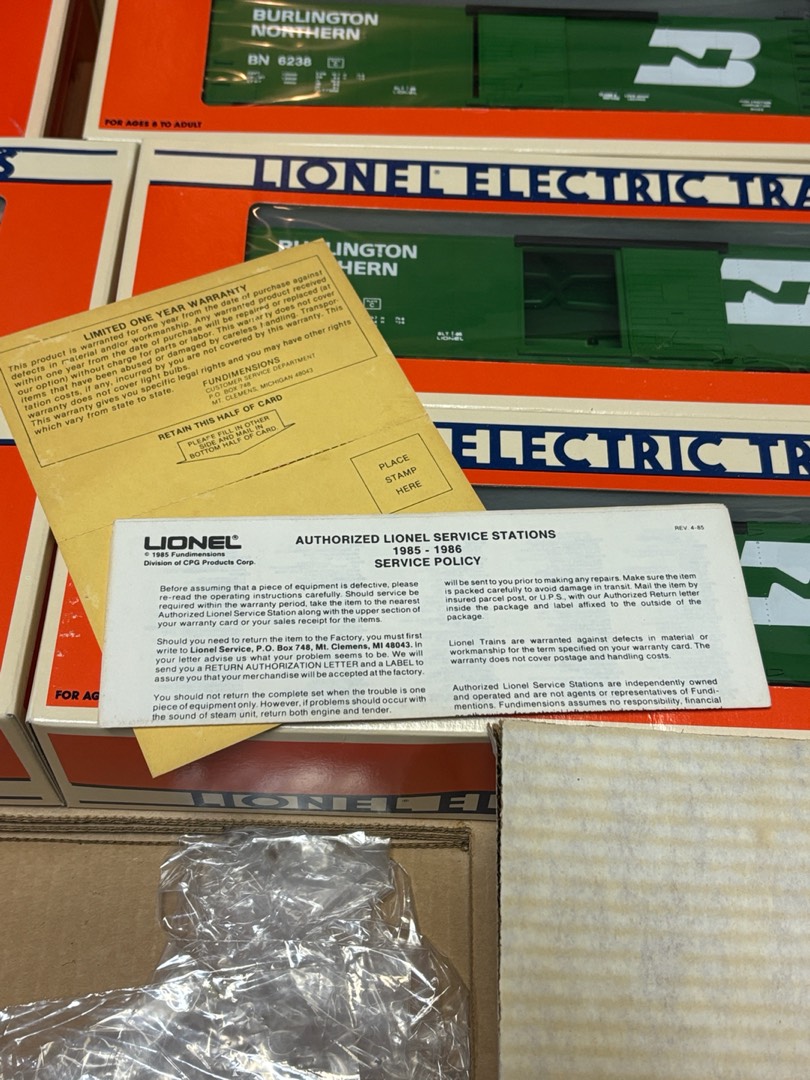 BURLINGTON
NORTHERN
BN 6238
FOR AGES 8 TO ADULT
S
LIONEL ELECTRIC TRA
BURLINGTON
HERN
C
BLT 1-85
LIONEL
LIMITED ONE YEAR WARRANTY
This product is warranted for one year from the date of purchase against
defects in material and/or workmanship. Any warranted product received
within one year from the date of purchase will be repaired or replaced (at
our option) without charge for parts or labor. This warranty does not cover
items that have been abused or damaged by careless handling. Transpor-
tation costs, if any, incurred by you are not covered by this warranty. This
warranty does not cover light bulbs.
This warranty gives you specific legal rights and you may have other rights
which vary from state to state.
FUNDIMENSIONS
CUSTOMER SERVICE DEPARTMENT
P.O. BOX 748
MT. CLEMENS, MICHIGAN 48043
RETAIN THIS HALF OF CARD
PLEASE FILL IN OTHER
SIDE AND MAIL IN
BOTTOM HALF OF CARD
PLACE
STAMP
HERE
ELECTRIC TR
LIONEL®
© 1985 Fundimensions
Division of CPG Products Corp.
AUTHORIZED LIONEL SERVICE STATIONS
1985 - 1986
SERVICE POLICY
REV. 4-85
Before assuming that a piece of equipment is defective, please
re-read the operating instructions carefully. Should service be
required within the warranty period, take the item to the nearest
Authorized Lionel Service Station along with the upper section of
your warranty card or your sales receipt for the items.
Should you need to return the item to the Factory, you must first
write to Lionel Service, P.O. Box 748, Mt. Clemens, MI 48043. In
your letter advise us what your problem seems to be. We will
send you a RETURN AUTHORIZATION LETTER and a LABEL to
assure you that your merchandise will be accepted at the factory.
You should not return the complete set when the trouble is one
piece of equipment only. However, if problems should occur with
the sound of steam unit, return both engine and tender.
will be sent to you prior to making any repairs. Make sure the item
is packed carefully to avoid damage in transit. Mail the item by
insured parcel post, or U.P.S., with our Authorized Return letter
inside the package and label affixed to the outside of the
package.
Lionel Trains are warranted against defects in material or
workmanship for the term specified on your warranty card. The
warranty does not cover postage and handling costs.
Authorized Lionel Service Stations are independently owned
and operated and are not agents or representatives of Fundi-
mentions. Fundimensions assumes no responsibility, financial
FOR AG
LIONEL EL